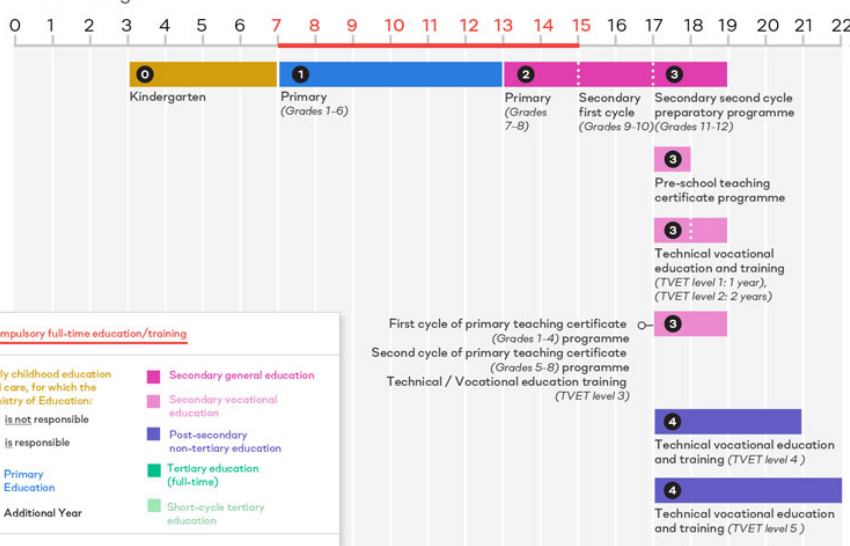 0 1 2 3 4 5 6 7 8 9 10 11 12 13 14 15 16 17 18 19 20 21 22
0
Kindergarten
1
Primary
(Grades 1-6)
2
Primary
(Grades
7-8)
Secondary
first cycle
(Grades 9-10)
3
Secondary second cycle
preparatory programme
(Grades 11-12)
3
Pre-school teaching
certificate programme
3
Technical vocational
education and training
(TVET level 1: 1 year),
(TVET level 2: 2 years)
First cycle of primary teaching certificate
(Grades 1-4) programme
Second cycle of primary teaching certificate
(Grades 5-8) programme
Technical / Vocational education training
(TVET level 3)
3
4
Technical vocational education
and training (TVET level 4 )
4
Technical vocational education
and training (TVET level 5 )
full-time education/training
childhood education
care, for which the
of Education:
is not responsible
is responsible
Primary
Education
Additional Year
Secondary general education
Secondary vocational
education
Post-secondary
non-tertiary education
Tertiary education
(full-time)
Short-cycle tertiary
education